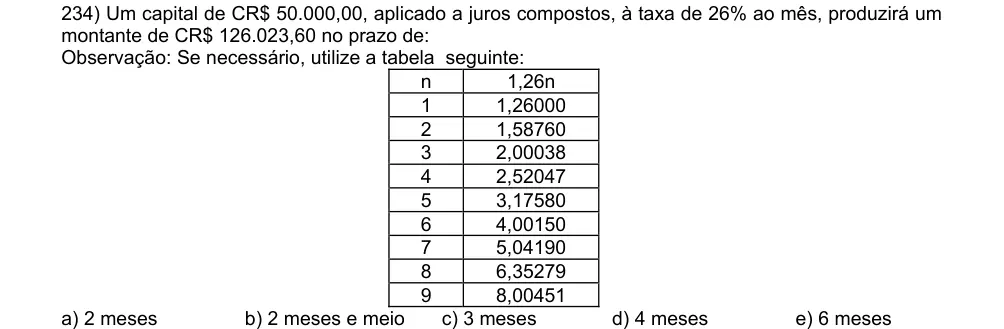 234) Um capital de CR$ 50.000,00, aplicado a juros compostos, à taxa de 26% ao mês, produzirá um
montante de CR$ 126.023,60 no prazo de:
Observação: Se necessário, utilize a tabela seguinte:
n 1,26n
1 1,26000
2 1,58760
3 2,00038
4 2,52047
5 3,17580
6 4,00150
7 5,04190
8 6,35279
9 8,00451
a) 2 meses b) 2 meses e meio c) 3 meses d) 4 meses e) 6 meses